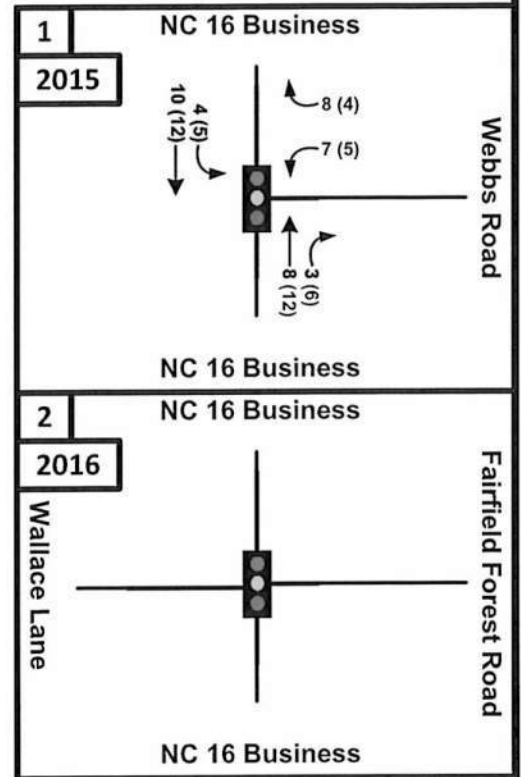 1
2015
NC 16 Business
8 (4)
7 (5)
4 (5)
10 (12)
3 (6)
8 (12)
Webbs Road
NC 16 Business
2
2016
NC 16 Business
Wallace Lane
Fairfield Forest Road
NC 16 Business